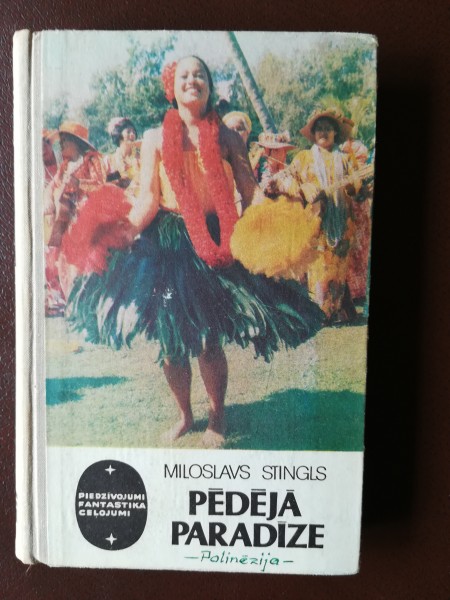 MILOSLAVS STINGLS
PĒDĒJĀ
PARADĪZE
-Polinēzija-
PIEDZĪVOJUMI
FANTASTIKA
CEĻOJUMI